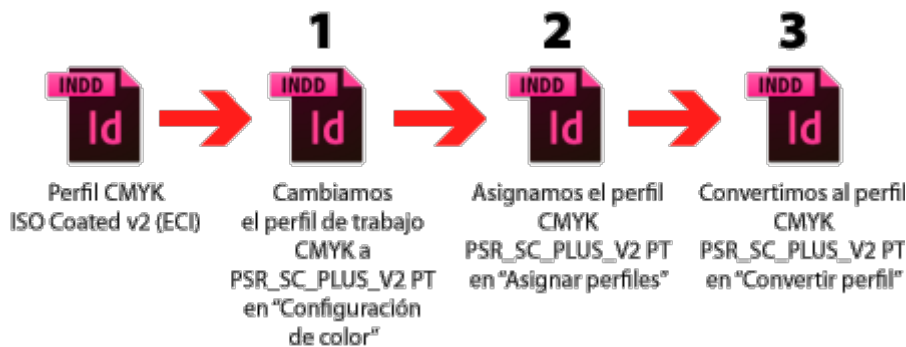 1
2
3
INDD
Id
INDD
Id
INDD
Id
INDD
Id
Perfil CMYK
ISO Coated v2 (ECI)
Cambiamos
el perfil de trabajo
CMYK a
PSR_SC_PLUS_V2 PT
en “Configuración
de color”
Asignamos el perfil
CMYK
PSR_SC_PLUS_V2 PT
en “Asignar perfiles”
Convertimos al perfil
CMYK
PSR_SC_PLUS_V2 PT
en “Convertir perfil”